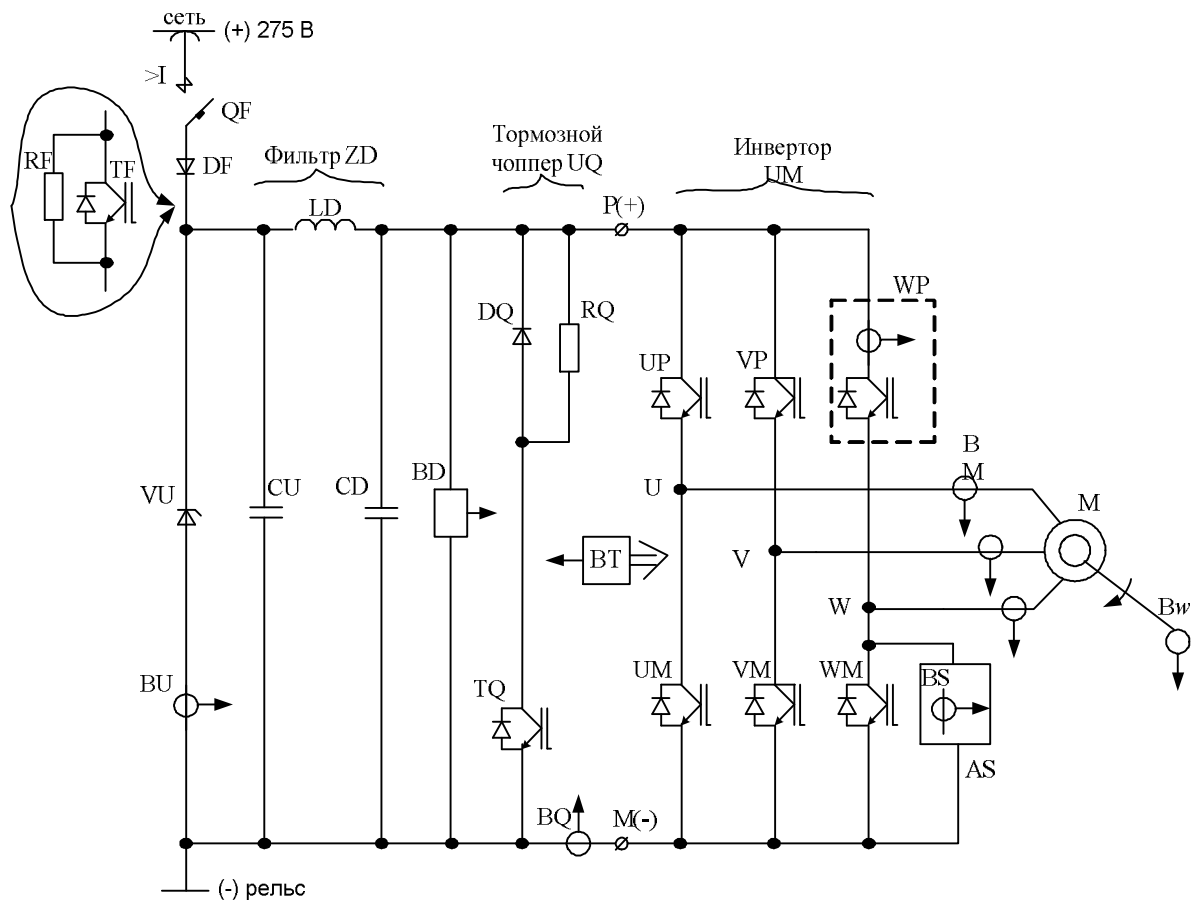 сеть
(+) 275 В
>I
QF
RF
TF
DF
Фильтр ZD
LD
Тормозной
чоппер UQ
Инвертор
UM
P(+)
DQ
RQ
WP
UP
VP
VU
CU
CD
BD
U
B
M
M
V
BT
W
Bw
BU
TQ
UM
VM
WM
BS
AS
BQ
M(-)
(-) рельс